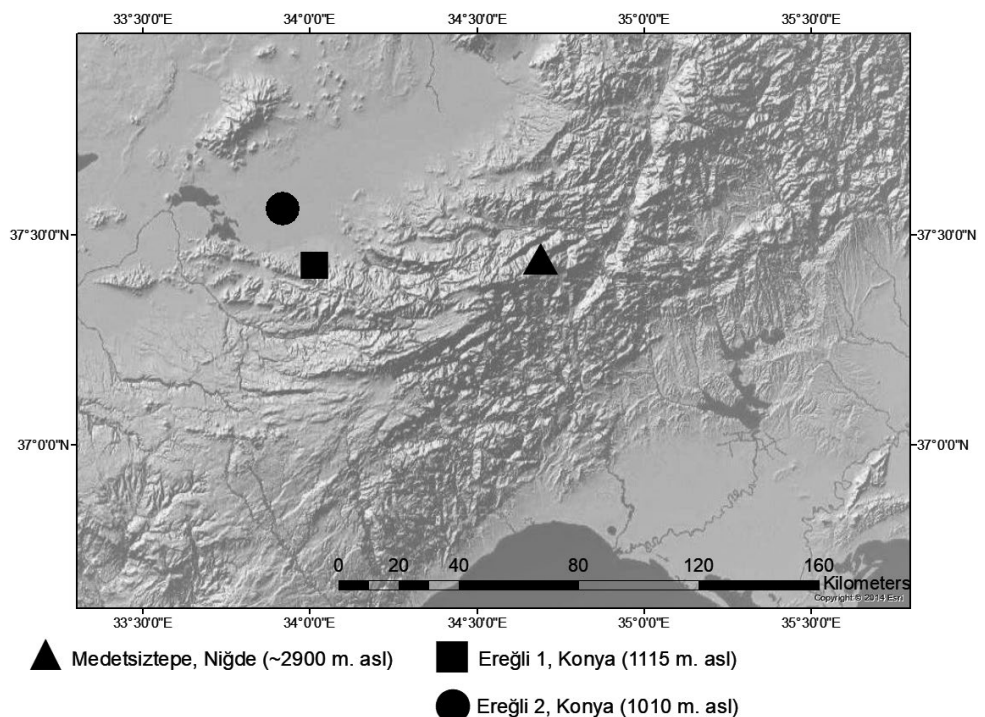 33°30'0"E 34°0'0"E 34°30'0"E 35°0'0"E 35°30'0"E
37°30'0"N 37°30'0"N
37°0'0"N 37°0'0"N
0 20 40 80 120 160
Kilometers
Copyright:© 2014 Esri
33°30'0"E 34°0'0"E 34°30'0"E 35°0'0"E 35°30'0"E
Medetsiztepe, Niğde (~2900 m. asl) Ereğli 1, Konya (1115 m. asl)
Ereğli 2, Konya (1010 m. asl)